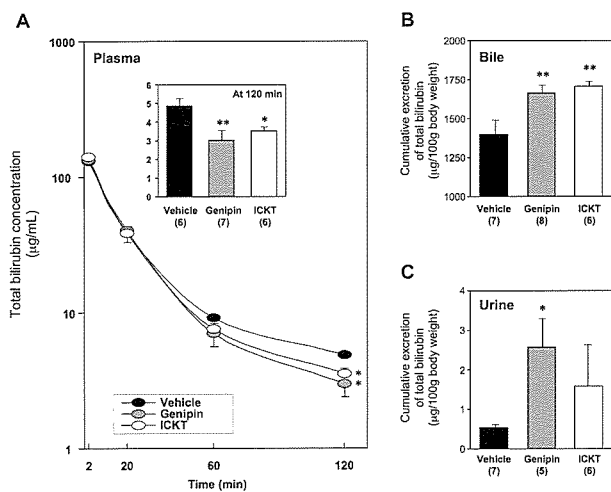 A
Plasma
Total bilirubin concentration
(μg/mL)
1000
100
10
1
At 120 min
6
5
4
3
2
1
0
**
*
Vehicle
(6)
Genipin
(7)
ICKT
(6)
*
*
Vehicle
Genipin
ICKT
2 20 60 120
Time (min)
B
Bile
Cumulative excretion
of total bilirubin
(μg/100g body weight)
2000
1750
1500
1250
1000
**
**
Vehicle Genipin ICKT
(7) (8) (6)
C
Urine
Cumulative excretion
of total bilirubin
(μg/100g body weight)
4
3
2
1
0
*
Vehicle Genipin ICKT
(7) (5) (6)